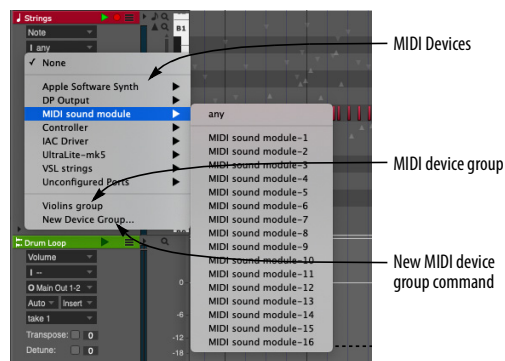 Strings
Note
B1
1 any
✓ None
Apple Software Synth
DP Output
MIDI sound module
Controller
IAC Driver
UltraLite-mk5
VSL strings
Unconfigured Ports
Violins group
New Device Group...
any
MIDI sound module-1
MIDI sound module-2
MIDI sound module-3
MIDI sound module-4
MIDI sound module-5
MIDI sound module-6
MIDI sound module-7
MIDI sound module-8
MIDI sound module-9
MIDI sound module-10
MIDI sound module-11
MIDI sound module-12
MIDI sound module-13
MIDI sound module-14
MIDI sound module-15
MIDI sound module-16
MIDI Devices
MIDI device group
New MIDI device
group command
Drum Loop
Volume
I --
O Main Out 1-2
Auto Insert
take 1
Transpose: 0
Detune: 0
0
-6
-12
-18